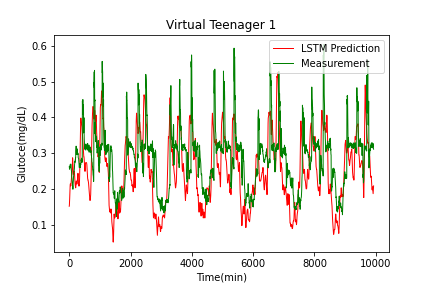 Virtual Teenager 1
LSTM Prediction
Measurement
Glutoce(mg/dL)
0.6
0.5
0.4
0.3
0.2
0.1
0
2000
4000
6000
8000
10000
Time(min)